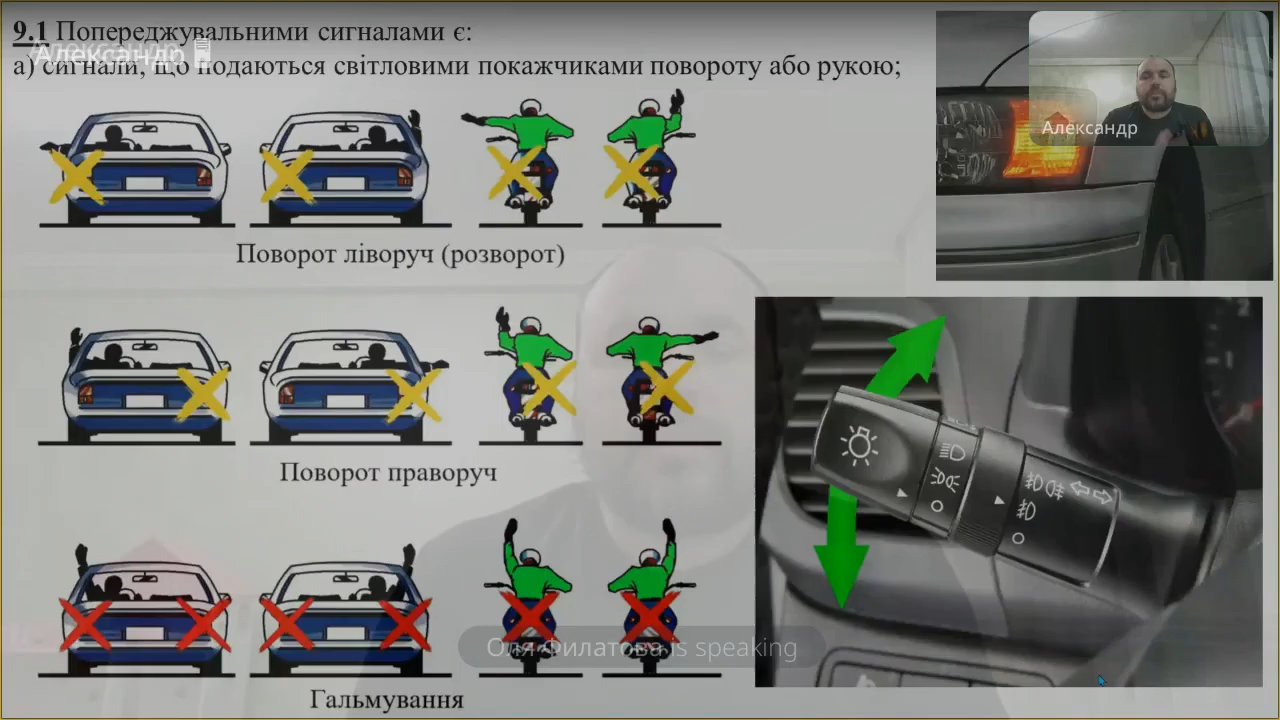 9.1 Попереджувальними сигналами є:
Александр
а) сигнали, що подаються світловими покажчиками повороту або рукою;
Александр
Поворот ліворуч (розворот)
Поворот праворуч
Оля Филатова is speaking
Гальмування